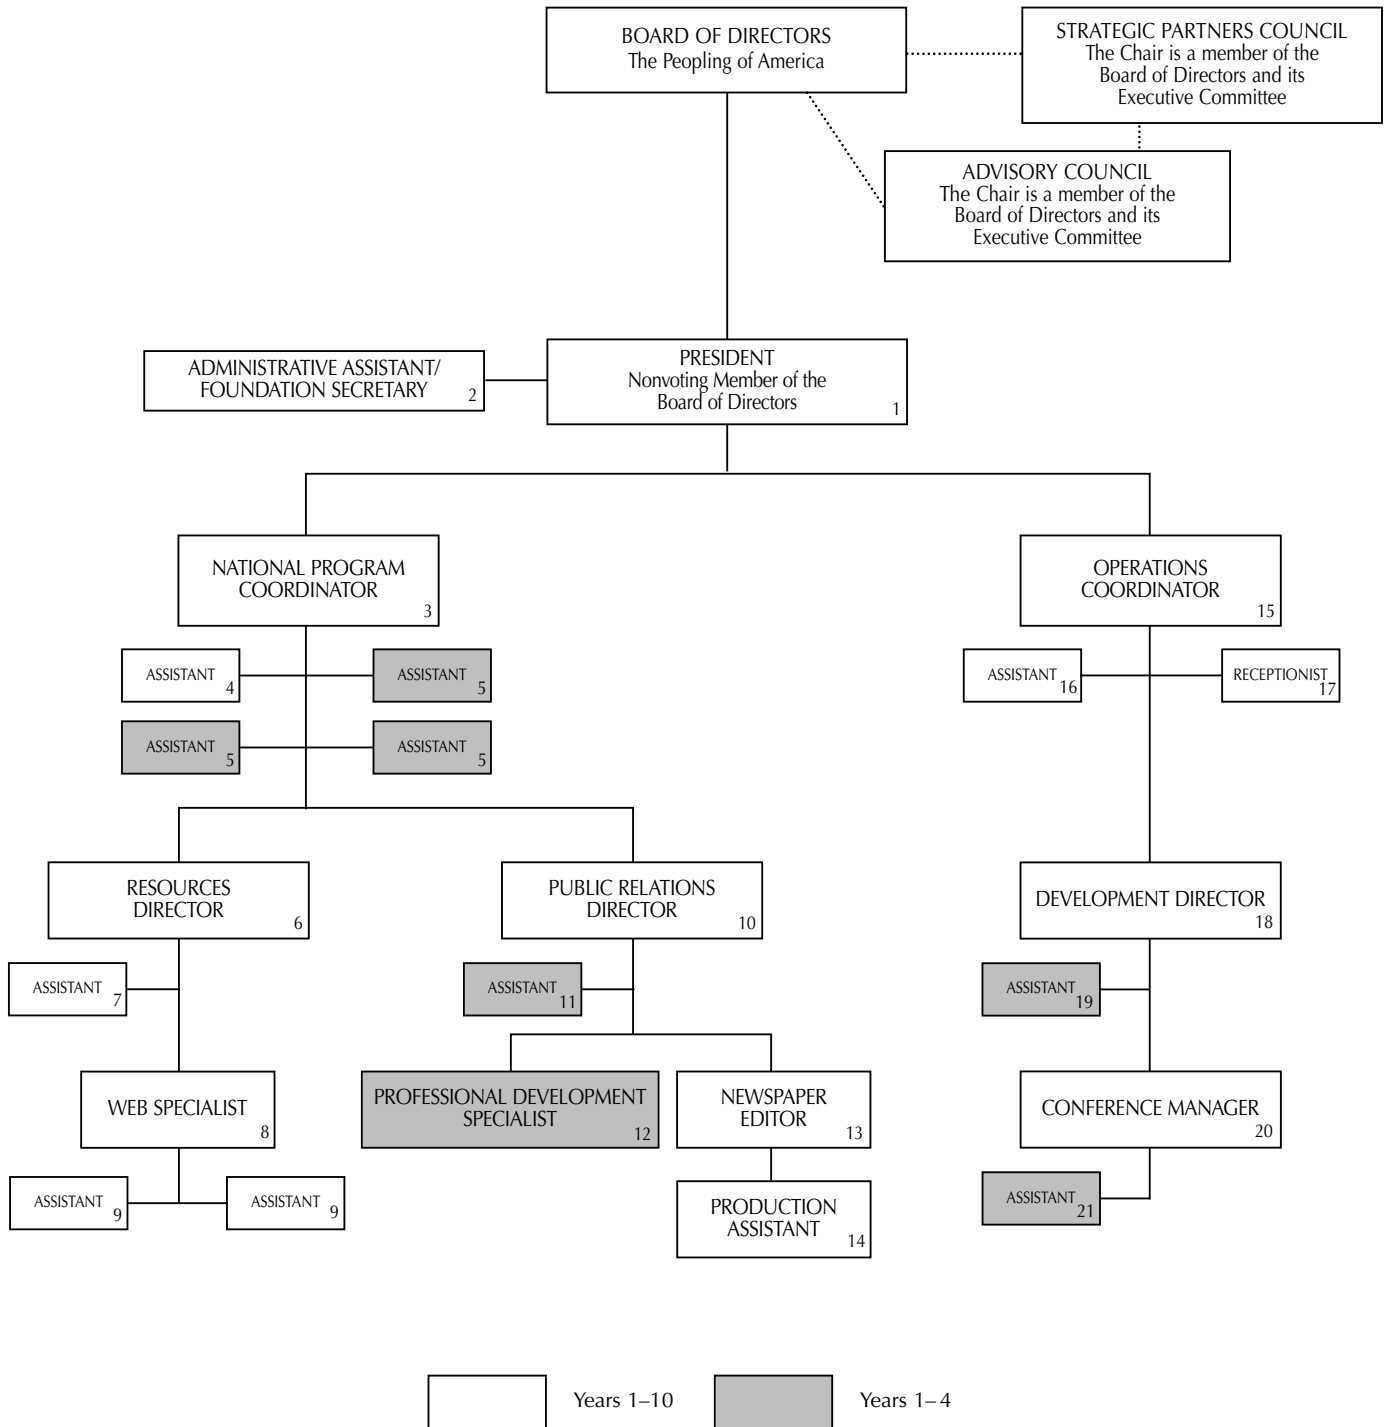 BOARD OF DIRECTORS
The Peopling of America
STRATEGIC PARTNERS COUNCIL
The Chair is a member of the
Board of Directors and its
Executive Committee
ADVISORY COUNCIL
The Chair is a member of the
Board of Directors and its
Executive Committee
ADMINISTRATIVE ASSISTANT/
FOUNDATION SECRETARY
2
PRESIDENT
Nonvoting Member of the
Board of Directors
1
NATIONAL PROGRAM
COORDINATOR
3
OPERATIONS
COORDINATOR
15
ASSISTANT
4
ASSISTANT
5
ASSISTANT
16
RECEPTIONIST
17
ASSISTANT
5
ASSISTANT
5
RESOURCES
DIRECTOR
6
PUBLIC RELATIONS
DIRECTOR
10
DEVELOPMENT DIRECTOR
18
ASSISTANT
7
ASSISTANT
11
ASSISTANT
19
WEB SPECIALIST
8
PROFESSIONAL DEVELOPMENT
SPECIALIST
12
NEWSPAPER
EDITOR
13
CONFERENCE MANAGER
20
ASSISTANT
9
ASSISTANT
9
PRODUCTION
ASSISTANT
14
ASSISTANT
21
Years 1–10
Years 1–4